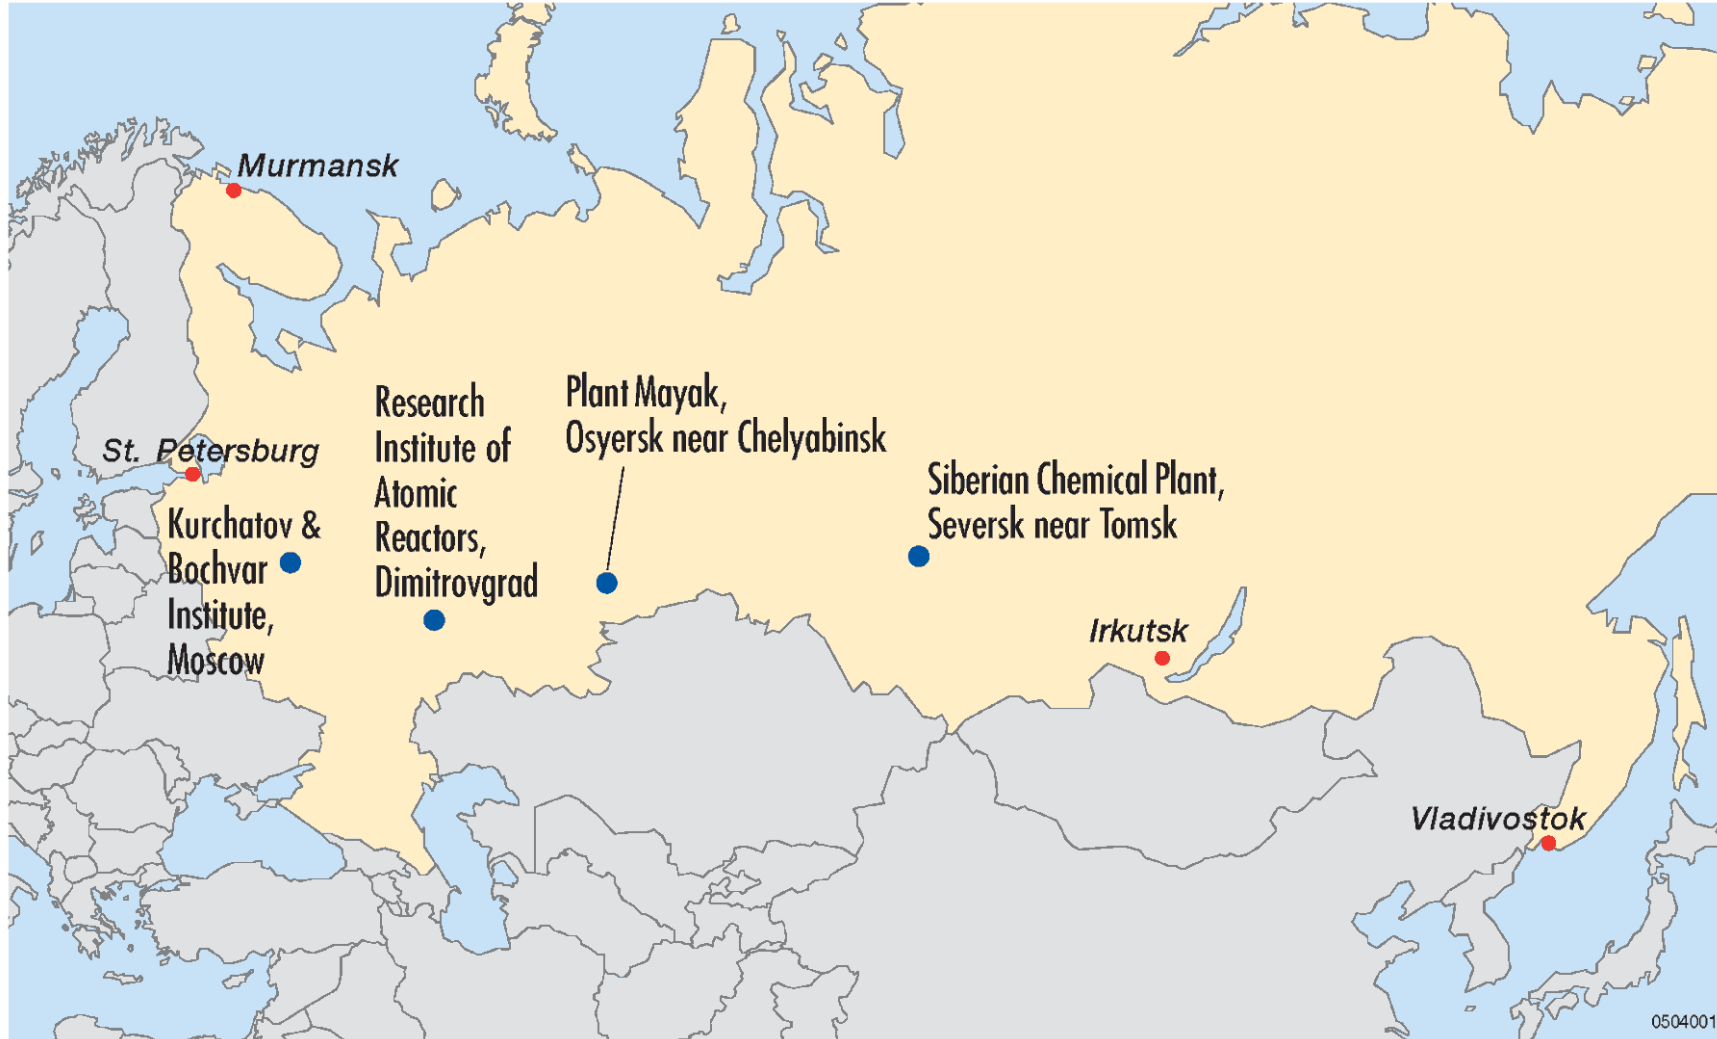 Murmansk
St. Petersburg
Kurchatov &
Bochvar
Institute,
Moscow
Research
Institute of
Atomic
Reactors,
Dimitrovgrad
Plant Mayak,
Osyersk near Chelyabinsk
Siberian Chemical Plant,
Seversk near Tomsk
Irkutsk
Vladivostok
0504001